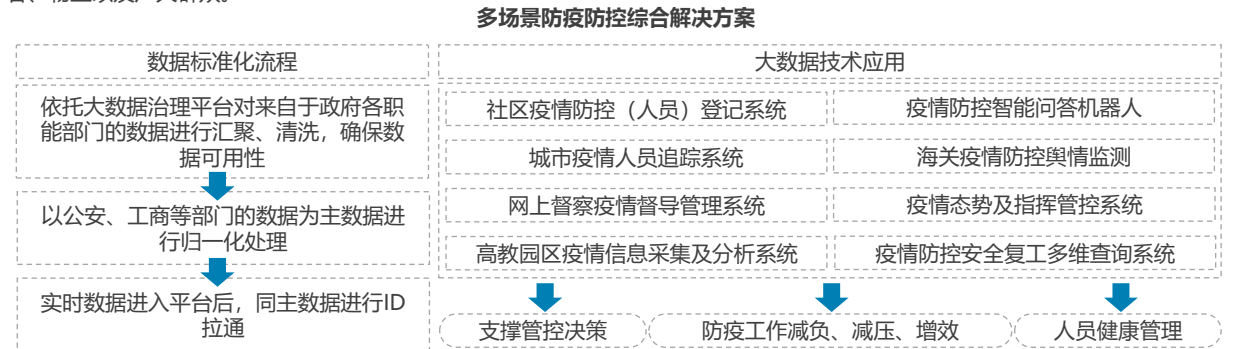 多场景防疫防控综合解决方案
数据标准化流程
依托大数据治理平台对来自于政府各职
能部门的数据进行汇聚、清洗，确保数
据可用性
以公安、工商等部门的数据为主数据进
行归一化处理
实时数据进入平台后，同主数据进行ID
拉通
大数据技术应用
社区疫情防控（人员）登记系统
疫情防控智能问答机器人
城市疫情人员追踪系统
海关疫情防控舆情监测
网上督察疫情督导管理系统
疫情态势及指挥管控系统
高教园区疫情信息采集及分析系统
疫情防控安全复工多维查询系统
支撑管控决策
防疫工作减负、减压、增效
人员健康管理